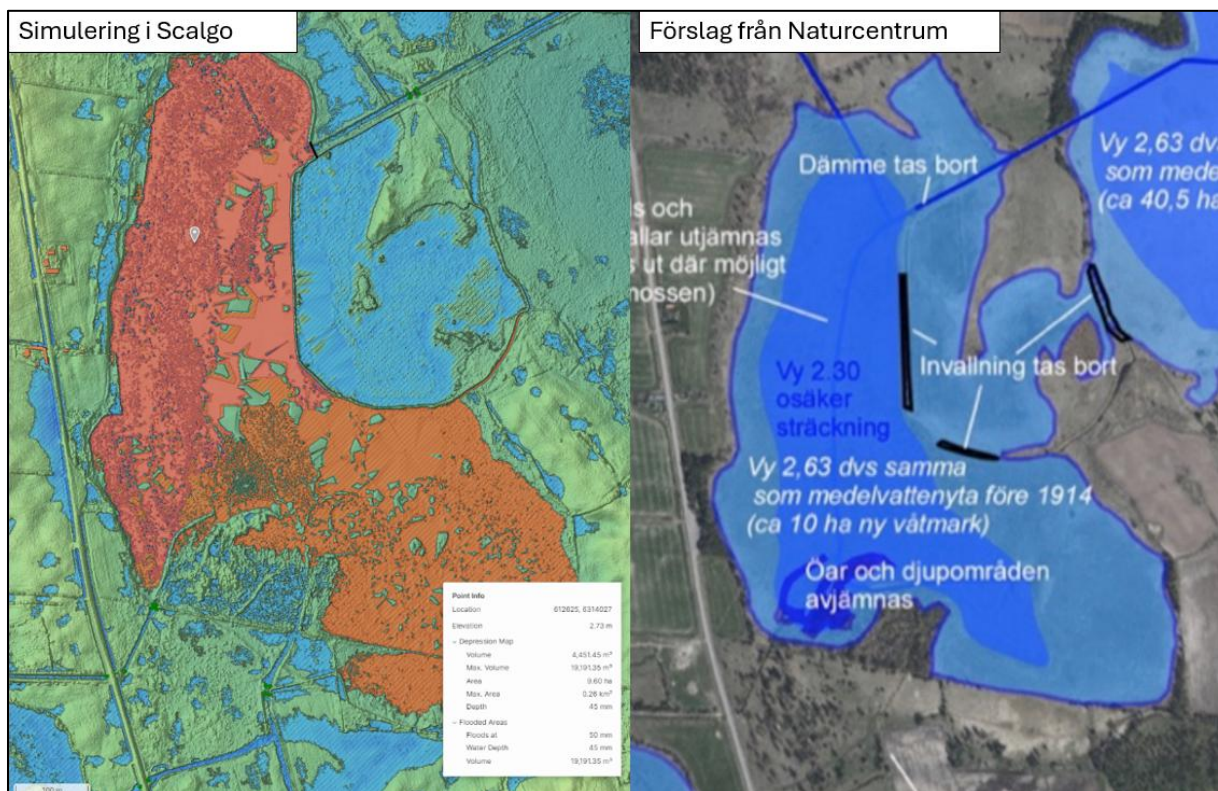 Simulering i Scalgo
Point Info
Location 612625, 6314027
Elevation 2.73 m
Depression Map
Volume 4,451.45 m³
Max. Volume 19,191.35 m³
Area 9.60 ha
Max. Area 0.26 km²
Depth 45 mm
Flooded Areas
Floods at 50 mm
Water Depth 45 mm
Volume 19,191.35 m³
100 m
Förslag från Naturcentrum
Vy 2,63 dvs
som mede
(ca 40,5 ha
Dämme tas bort
ls och
allar utjämnas
s ut där möjligt
mossen)
Invallning tas bort
Vy 2.30
osäker
sträckning
Vy 2,63 dvs samma
som medelvattenyta före 1914
(ca 10 ha ny våtmark)
Öar och djupområden
avjämnas